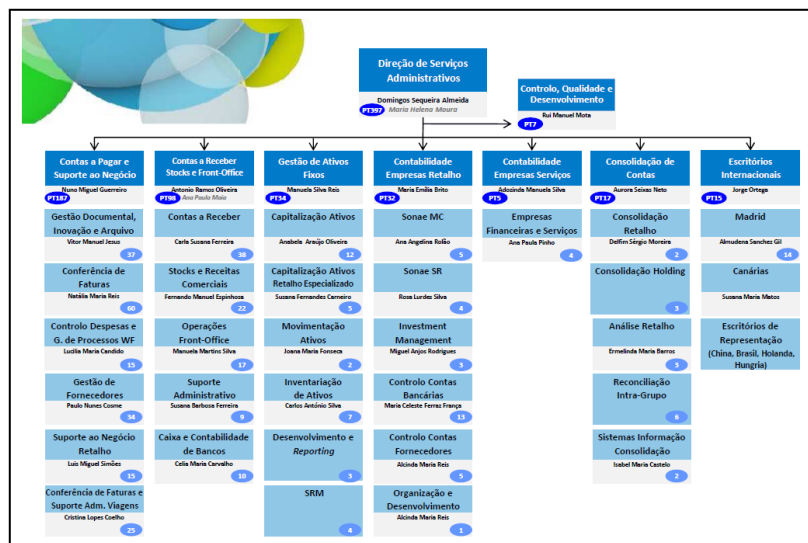 Direção de Serviços
Administrativos
Domingos Sequeira Almeida
PT397
Maria Helena Moura
Controlo, Qualidade e
Desenvolvimento
Rui Manuel Mota
PT7
Contas a Pagar e
Suporte ao Negócio
Nuno Miguel Guerreiro
PT187
Gestão Documental,
Inovação e Arquivo
Vitor Manuel Jesus
37
Conferência de
Faturas
Natália Maria Reis
60
Controlo Despesas e
G. de Processos WF
Lucilia Maria Candido
15
Gestão de
Fornecedores
Paulo Nunes Cosme
34
Suporte ao Negócio
Retalho
Luis Miguel Simões
15
Conferência de Faturas e
Suporte Adm. Viagens
Cristina Lopes Coelho
25
Contas a Receber
Stocks e Front-Office
Antonio Ramos Oliveira
PT98
Ana Paula Maia
Contas a Receber
Carla Susana Ferreira
38
Stocks e Receitas
Comerciais
Fernando Manuel Espinhosa
22
Operações
Front-Office
Manuela Martins Silva
17
Suporte
Administrativo
Susana Barbosa Ferreira
9
Caixa e Contabilidade
de Bancos
Celia Maria Carvalho
10
Gestão de Ativos
Fixos
Manuela Silva Reis
PT34
Capitalização Ativos
Anabela Araújo Oliveira
12
Capitalização Ativos
Retalho Especializado
Susana Fernandes Carneiro
5
Movimentação
Ativos
Joana Maria Fonseca
2
Inventariação
de Ativos
Carlos António Silva
7
Desenvolvimento e
Reporting
3
SRM
4
Contabilidade
Empresas Retalho
Maria Emilia Brito
PT32
Sonae MC
Ana Angelina Rolão
5
Sonae SR
Rosa Lurdes Silva
4
Investment
Management
Miguel Anjos Rodrigues
3
Controlo Contas
Bancárias
Maria Celeste Ferraz França
13
Controlo Contas
Fornecedores
Alcinda Maria Reis
5
Organização e
Desenvolvimento
Alcinda Maria Reis
1
Contabilidade
Empresas Serviços
Adozinda Manuela Silva
PT5
Empresas
Financeiras e Serviços
Ana Paula Pinho
4
Consolidação de
Contas
Aurora Seixas Neto
PT17
Consolidação
Retalho
Delfim Sérgio Moreira
2
Consolidação Holding
3
Análise Retalho
Ermelinda Maria Barros
3
Reconciliação
Intra-Grupo
6
Sistemas Informação
Consolidação
Isabel Maria Castelo
2
Escritórios
Internacionais
Jorge Ortega
PT15
Madrid
Almudena Sanchez Gil
14
Canárias
Susana Maria Matos
Escritórios de
Representação
(China, Brasil, Holanda,
Hungria)